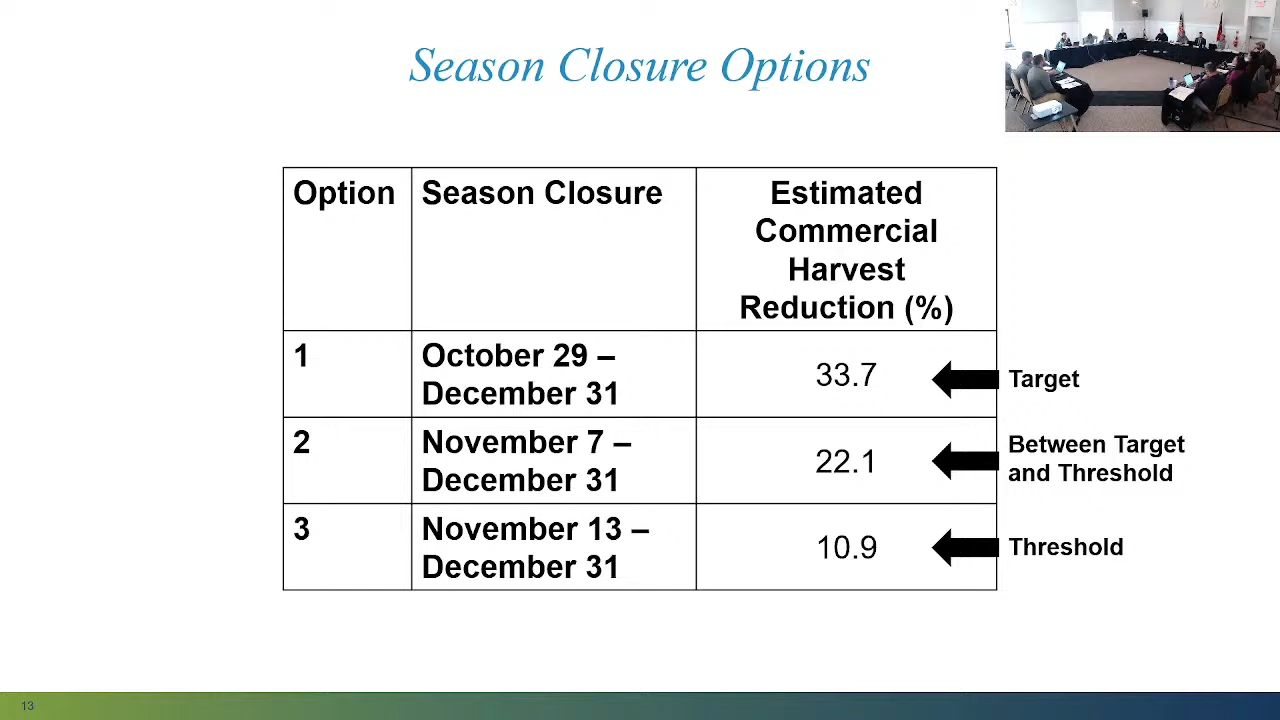 Season Closure Options
Option
Season Closure
Estimated
Commercial
Harvest
Reduction (%)
1
October 29 –
December 31
33.7
Target
2
November 7 –
December 31
22.1
Between Target
and Threshold
3
November 13 –
December 31
10.9
Threshold
13